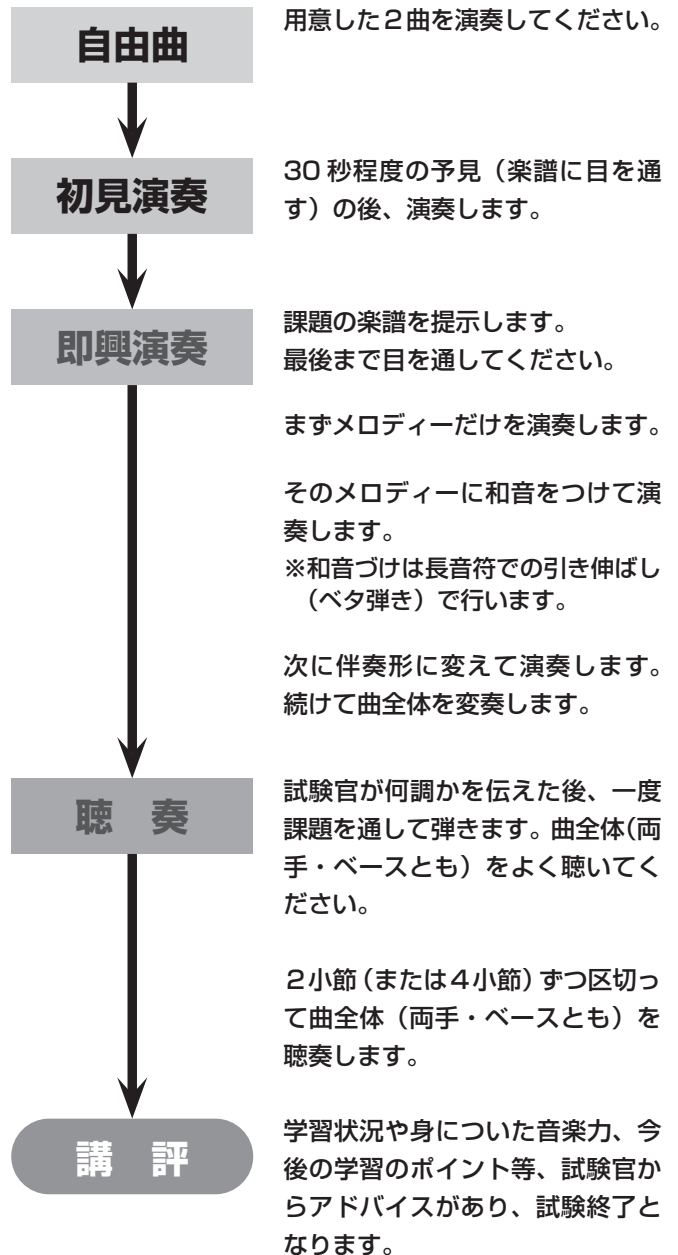 自由曲
用意した２曲を演奏してください。
初見演奏
30 秒程度の予見（楽譜に目を通
す）の後、演奏します。
即興演奏
課題の楽譜を提示します。
最後まで目を通してください。
まずメロディーだけを演奏します。
そのメロディーに和音をつけて演
奏します。
※和音づけは長音符での引き伸ばし
（ベタ弾き）で行います。
次に伴奏形に変えて演奏します。
続けて曲全体を変奏します。
聴　奏
試験官が何調かを伝えた後、一度
課題を通して弾きます。曲全体（両
手・ベースとも）をよく聴いてく
ださい。
２小節（または４小節）ずつ区切っ
て曲全体（両手・ベースとも）を
聴奏します。
講　評
学習状況や身についた音楽力、今
後の学習のポイント等、試験官か
らアドバイスがあり、試験終了と
なります。